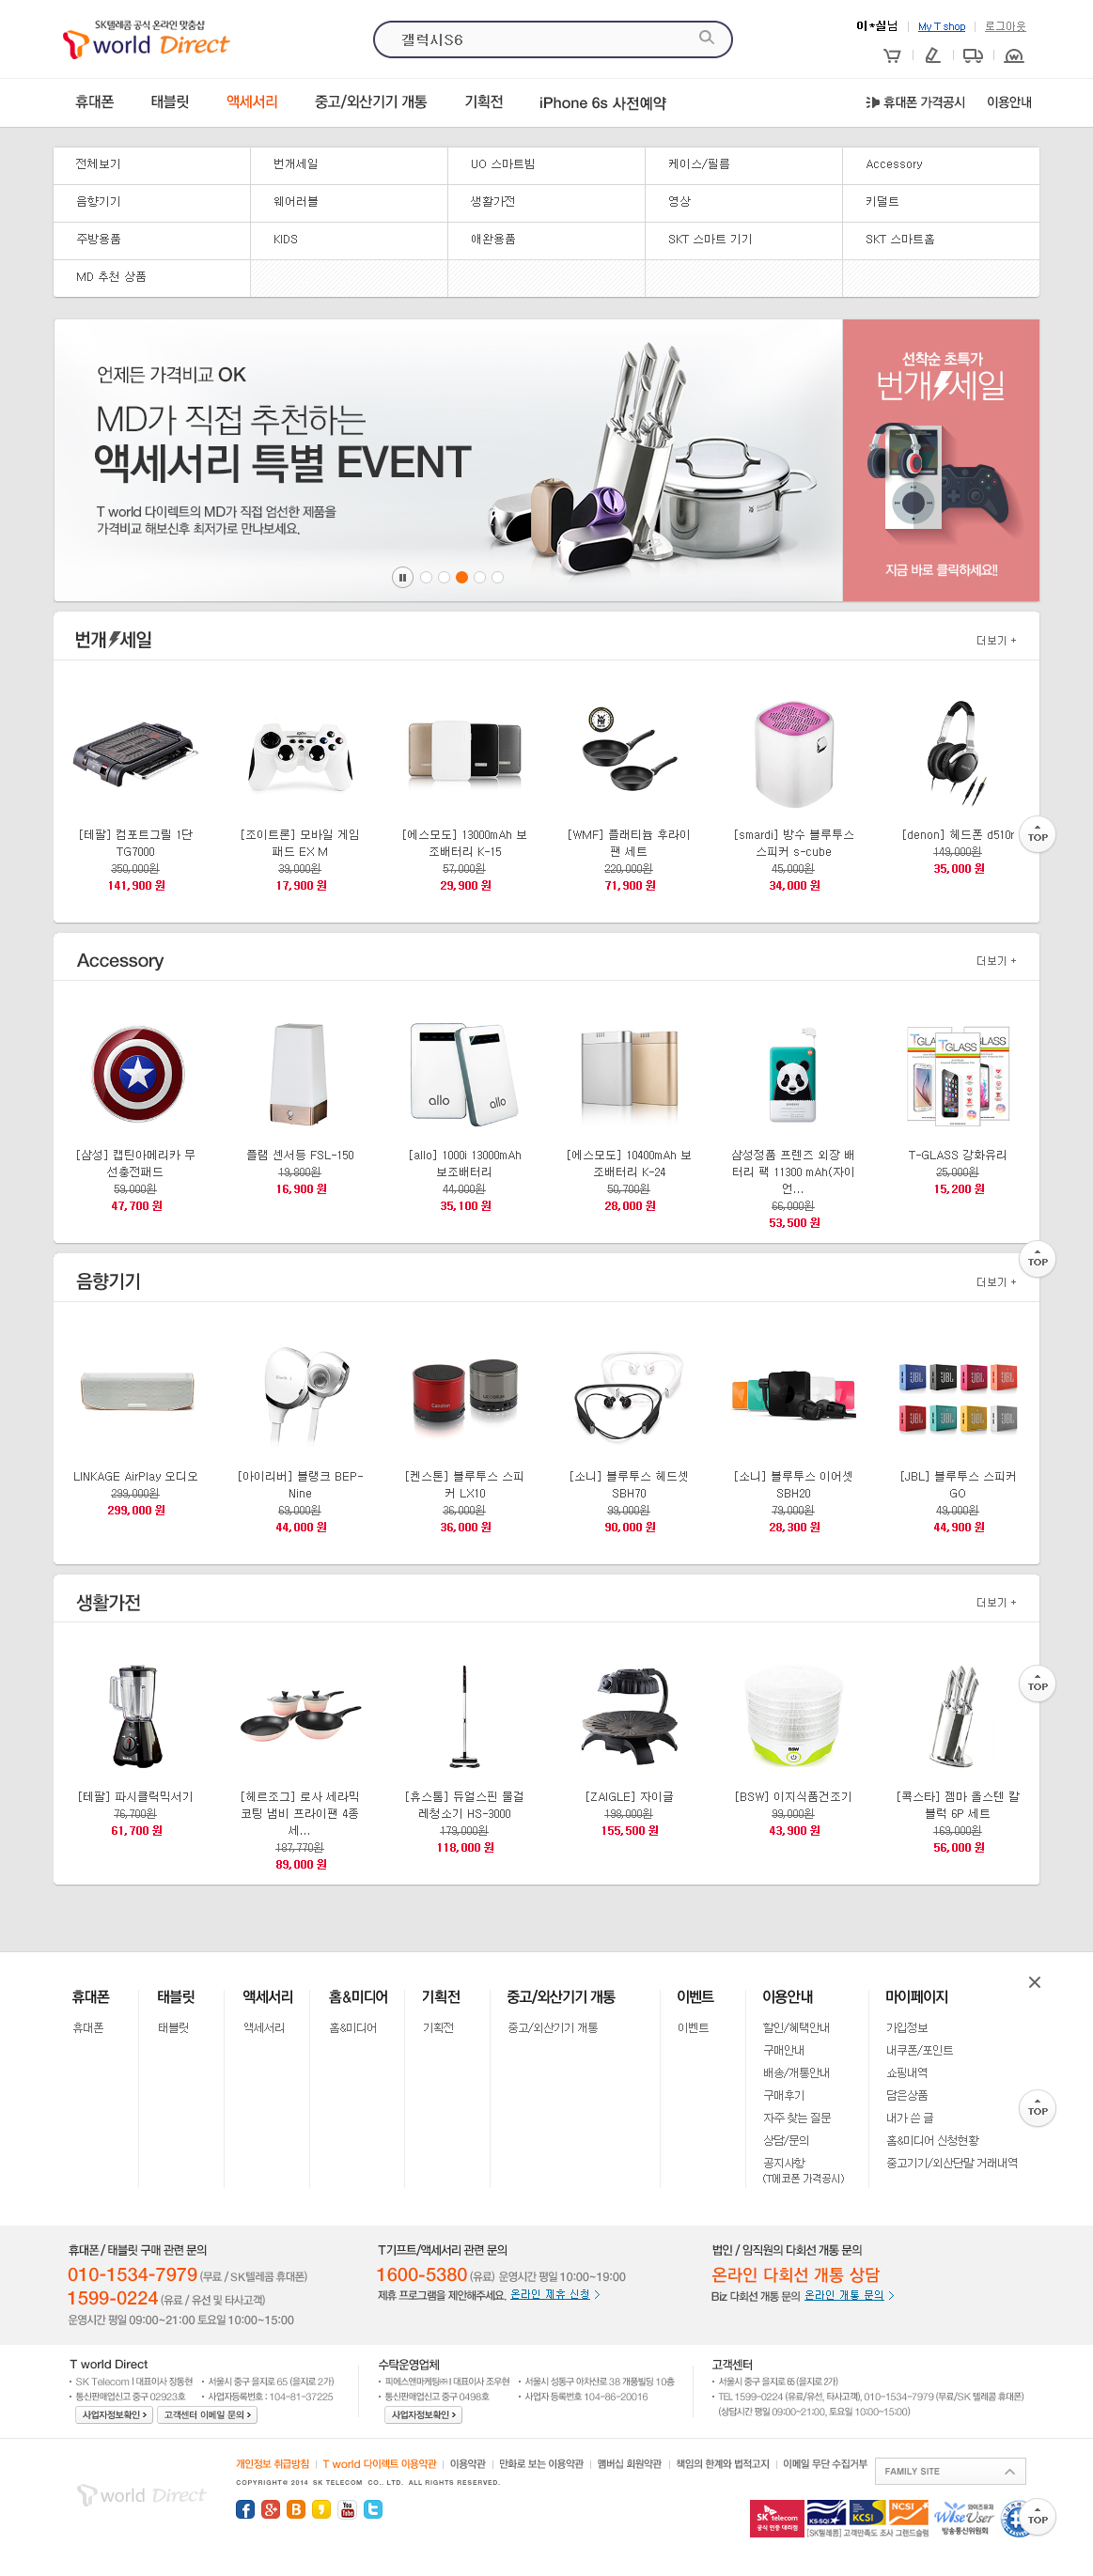 SK텔레콤 공식 온라인 맞춤샵
T world Direct
갤럭시S6
이*실님 My T shop 로그아웃
휴대폰 태블릿 액세서리 중고/외산기기 개통 기획전 iPhone 6s 사전예약 휴대폰 가격공시 이용안내
전체보기 번개세일 UO 스마트빔 케이스/필름 Accessory
음향기기 웨어러블 생활가전 영상 키덜트
주방용품 KIDS 애완용품 SKT 스마트 기기 SKT 스마트홈
MD 추천 상품
언제든 가격비교 OK
MD가 직접 추천하는
액세서리 특별 EVENT
T world 다이렉트의 MD가 직접 엄선한 제품을
가격비교 해보신후 최저가로 만나보세요.
선착순 초특가
번개세일
지금 바로 클릭하세요!!
번개세일 더보기 +
[테팔] 컴포트그릴 1단 TG7000
350,000원
141,900 원
[조이트론] 모바일 게임패드 EX M
39,000원
17,900 원
[에스모도] 13000mAh 보조배터리 K-15
57,000원
29,900 원
[WMF] 플래티늄 후라이팬 세트
220,000원
71,900 원
[smardi] 방수 블루투스 스피커 s-cube
45,000원
34,000 원
[denon] 헤드폰 d510r
149,000원
35,000 원
TOP
Accessory 더보기 +
allo
allo
T GLASS
[삼성] 캡틴아메리카 무선충전패드
59,000원
47,700 원
플램 센서등 FSL-150
19,800원
16,900 원
[allo] 1000i 13000mAh 보조배터리
44,000원
35,100 원
[에스모도] 10400mAh 보조배터리 K-24
50,700원
28,000 원
삼성정품 프렌즈 외장 배터리 팩 11300 mAh(자이언...
66,000원
53,500 원
T-GLASS 강화유리
25,000원
15,200 원
TOP
음향기기 더보기 +
JBL
LINKAGE AirPlay 오디오
299,000원
299,000 원
[아이리버] 블랭크 BEP-Nine
69,000원
44,000 원
[켄스톤] 블루투스 스피커 LX10
36,000원
36,000 원
[소니] 블루투스 헤드셋 SBH70
99,000원
90,000 원
[소니] 블루투스 이어셋 SBH20
79,000원
28,300 원
[JBL] 블루투스 스피커 GO
49,000원
44,900 원
생활가전 더보기 +
TOP
[테팔] 파시클릭믹서기
76,700원
61,700 원
[헤르조그] 로사 세라믹 코팅 냄비 프라이팬 4종 세...
187,770원
89,000 원
[휴스톰] 듀얼스핀 물걸레청소기 HS-3000
179,000원
118,000 원
[ZAIGLE] 자이글
198,000원
155,500 원
[BSW] 이지식품건조기
99,000원
43,900 원
[콕스타] 젬마 올스텐 칼블럭 6P 세트
169,000원
56,000 원
휴대폰 태블릿 액세서리 홈&미디어 기획전 중고/외산기기 개통 이벤트 이용안내 마이페이지
휴대폰 태블릿 액세서리 홈&미디어 기획전 중고/외산기기 개통 이벤트 할인/혜택안내 가입정보
구매안내 내쿠폰/포인트
배송/개통안내 쇼핑내역
구매후기 담은상품
자주 찾는 질문 내가 쓴 글
상담/문의 홈&미디어 신청현황
공지사항 중고기기/외산단말 거래내역
(T에코폰 가격공시)
TOP
휴대폰 / 태블릿 구매 관련 문의
010-1534-7979 (무료 / SK텔레콤 휴대폰)
1599-0224 (유료 / 유선 및 타사고객)
운영시간 평일 09:00~21:00 토요일 10:00~15:00
T기프트/액세서리 관련 문의
1600-5380 (유료) 운영시간 평일 10:00~19:00
제휴 프로그램을 제안해주세요. 온라인 제휴 신청
법인 / 임직원의 다회선 개통 문의
온라인 다회선 개통 상담
Biz 다회선 개통 문의 온라인 개통 문의
T world Direct
SK Telecom | 대표이사 장동현 서울시 중구 을지로 65 (을지로 2가)
통신판매업신고 중구 02923호 사업자등록번호 : 104-81-37225
사업자정보확인 고객센터 이메일 문의
수탁운영업체
피에스앤마케팅㈜ | 대표이사 조우현 서울시 성동구 아차산로 38 개풍빌딩 10층
통신판매업신고 중구 0498호 사업자 등록번호 104-86-20016
사업자정보확인
고객센터
서울시 중구 을지로 65 (을지로 2가)
TEL 1599-0224 (유료/유선, 타사고객), 010-1534-7979 (무료/SK 텔레콤 휴대폰)
(상담시간 평일 09:00~21:00, 토요일 10:00~15:00)
개인정보 취급방침 T world 다이렉트 이용약관 이용약관 만화로 보는 이용약관 멤버십 회원약관 책임의 한계와 법적고지 이메일 무단 수집거부
FAMILY SITE
COPYRIGHT© 2014 SK TELECOM CO., LTD. ALL RIGHTS RESERVED.
T world Direct
SK telecom 공식 인증 대리점
KS-SQI KCSI NCSI
[SK텔레콤] 고객만족도 조사 그랜드슬럼
와이즈유저 WiseUser 방송통신위원회
TOP